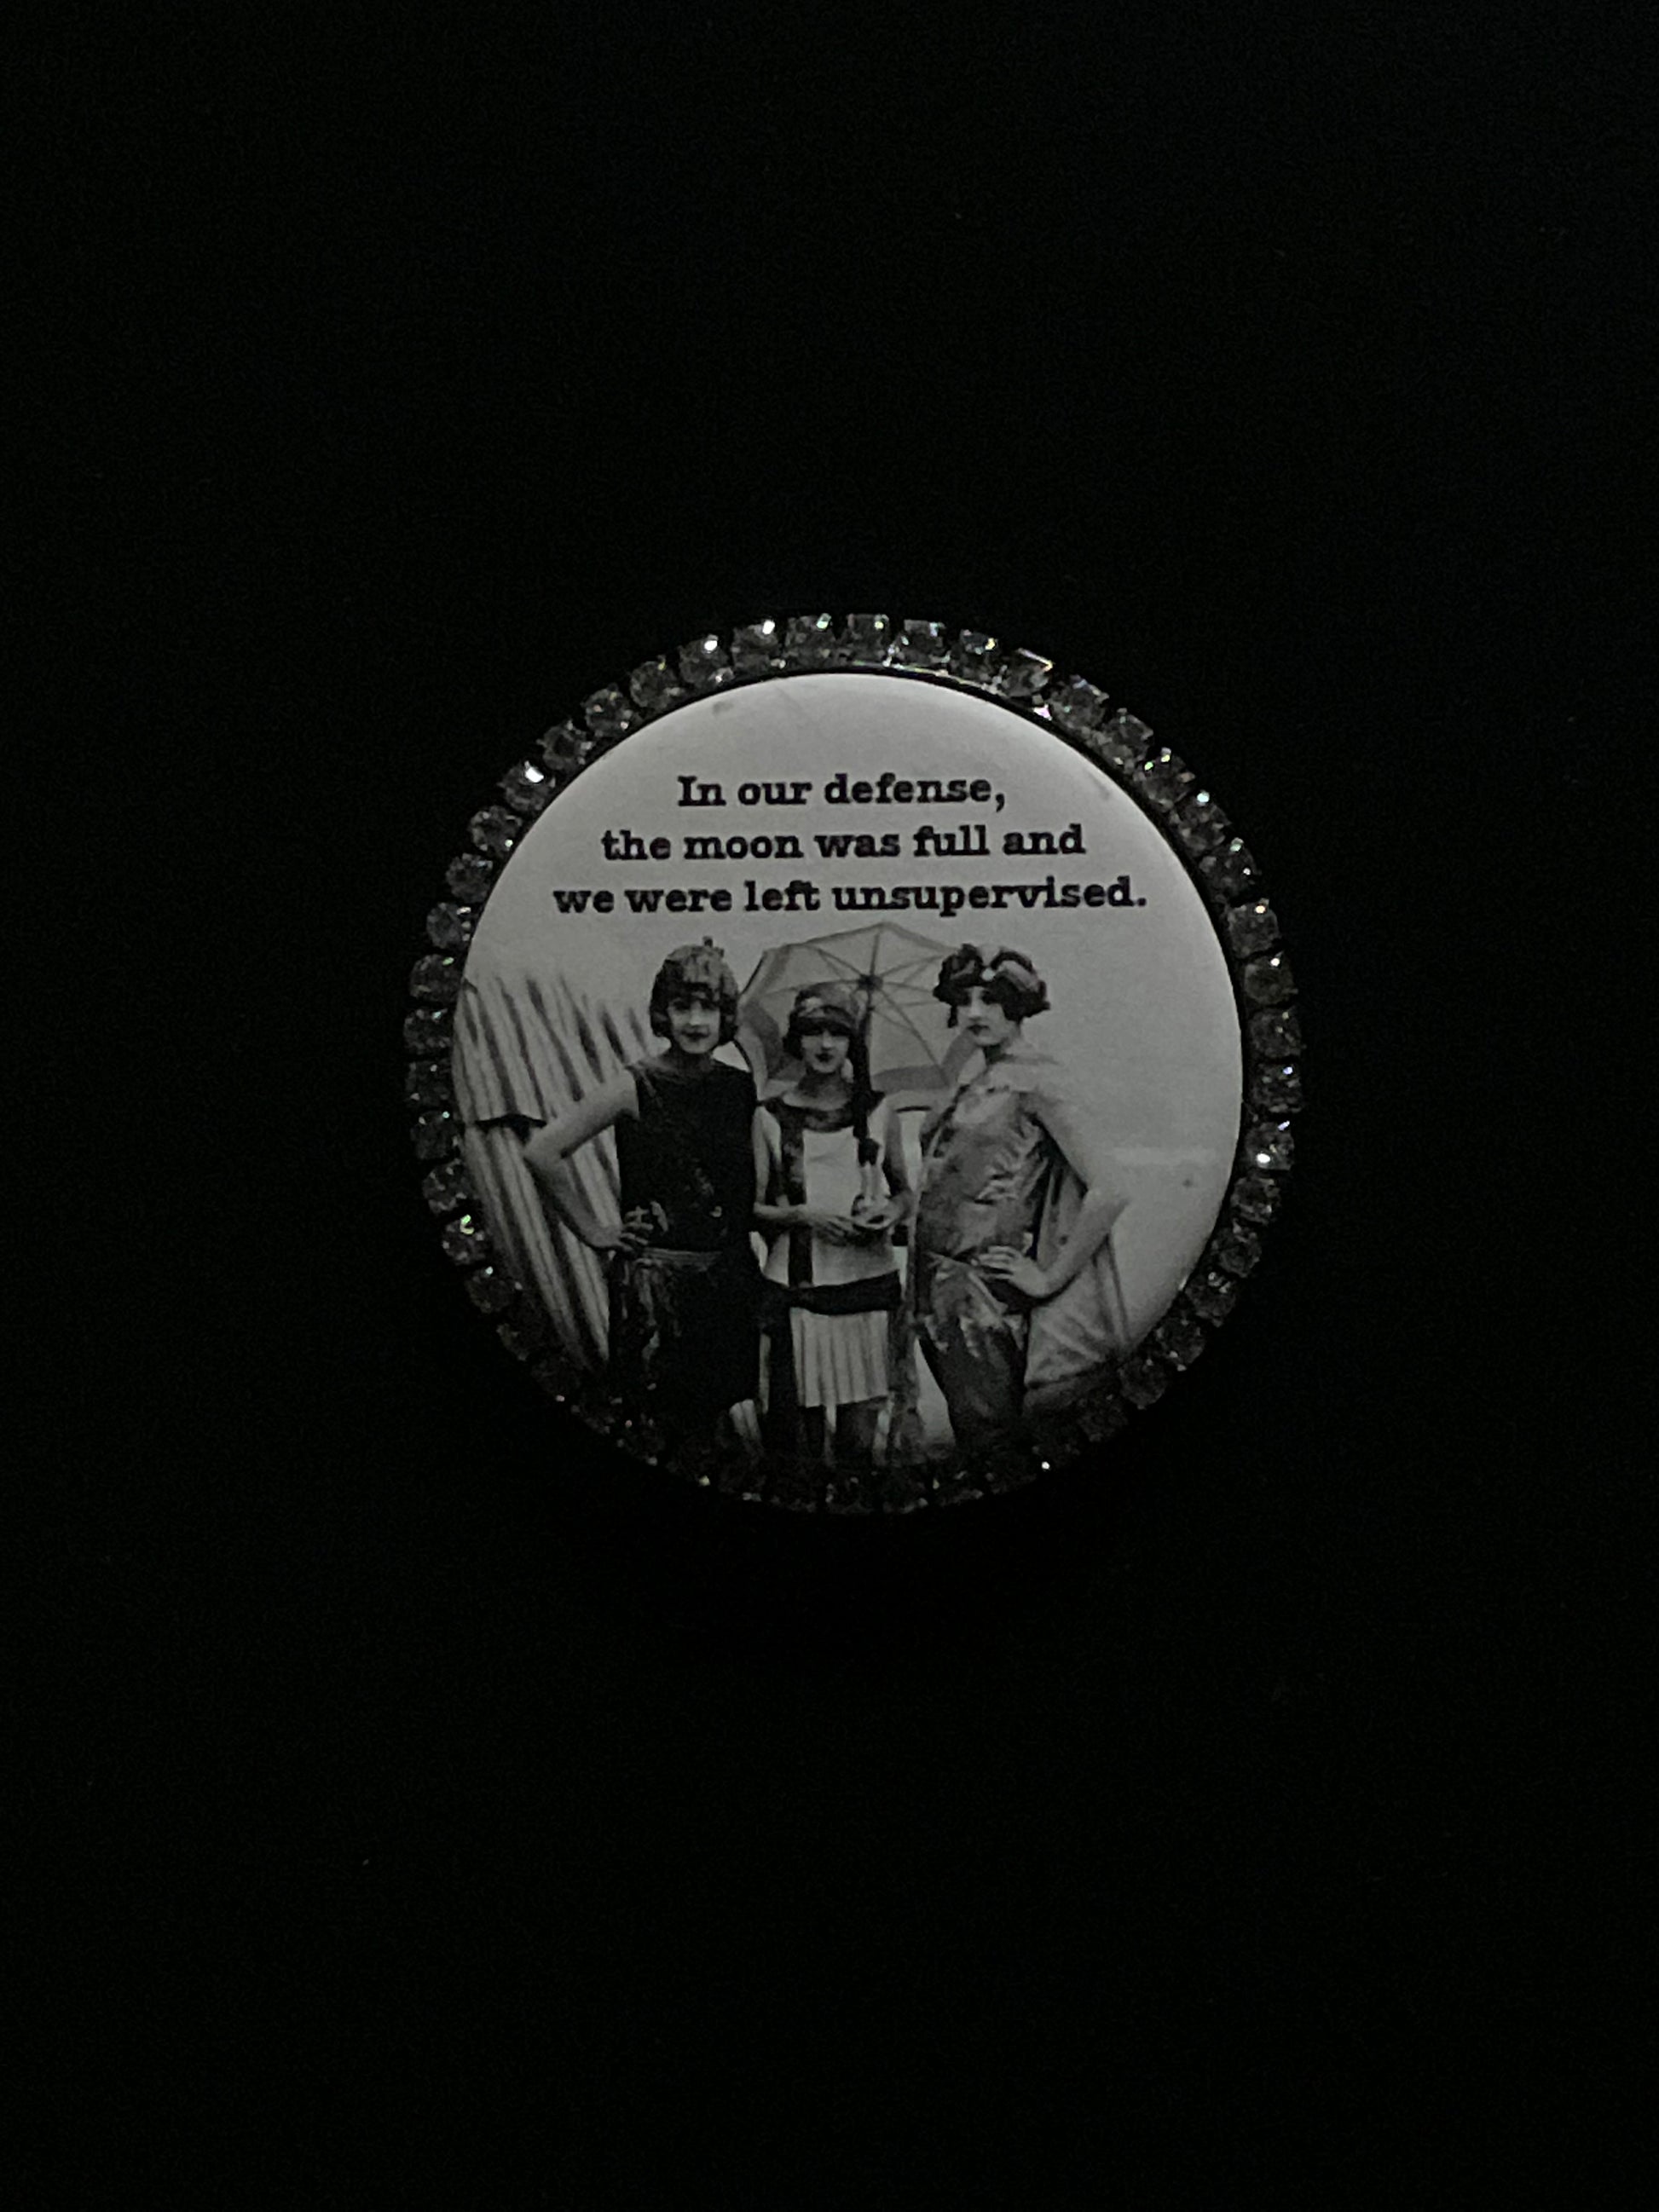 In our defense,
the moon was full and
we were left unsupervised.